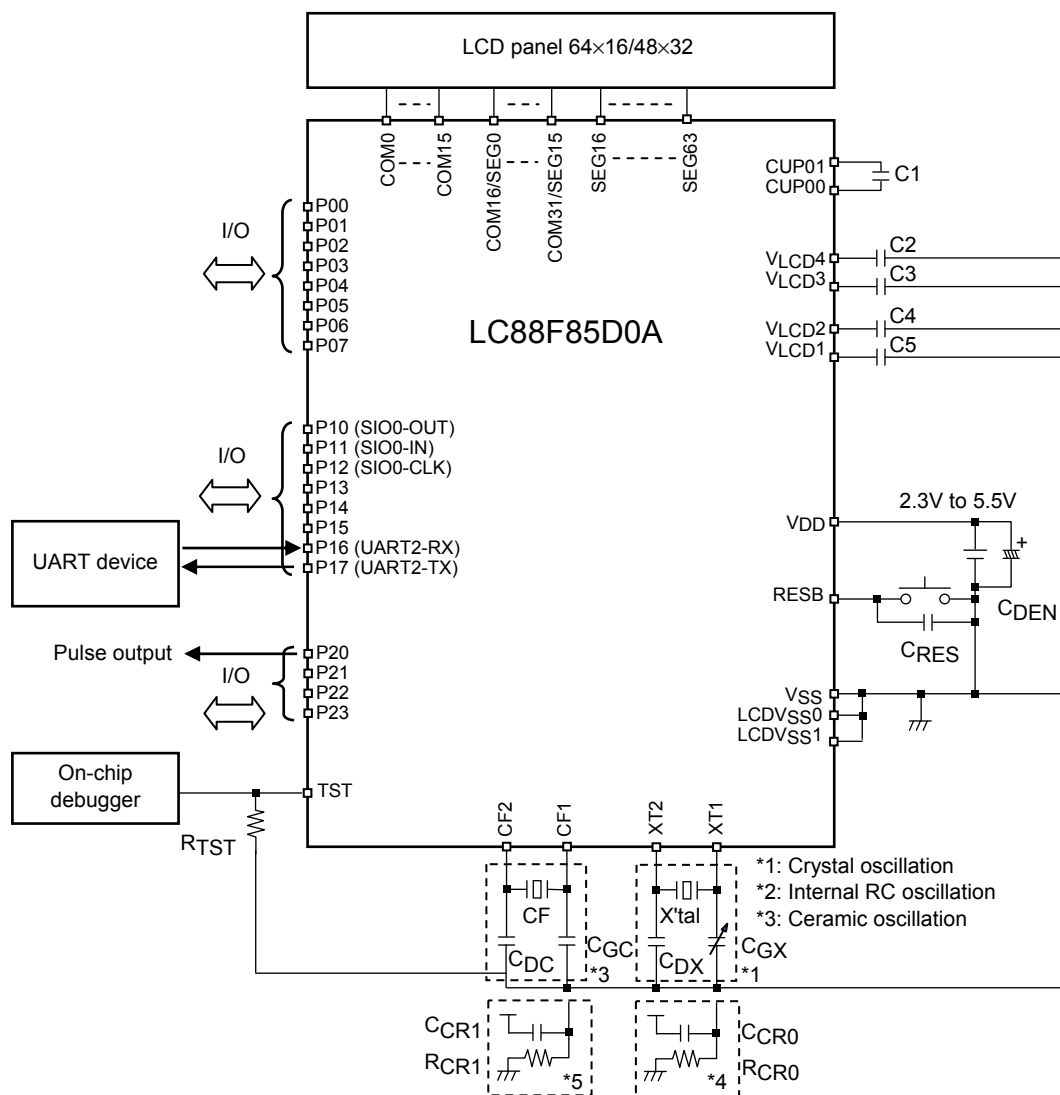 LCD panel 64×16/48×32
COM0
COM15
COM16/SEG0
COM31/SEG15
SEG16
SEG63
CUP01
CUP00
C1
P00
P01
P02
P03
P04
P05
P06
P07
I/O
VLCD4
VLCD3
VLCD2
VLCD1
C2
C3
C4
C5
LC88F85D0A
P10 (SIO0-OUT)
P11 (SIO0-IN)
P12 (SIO0-CLK)
P13
P14
P15
P16 (UART2-RX)
P17 (UART2-TX)
I/O
UART device
2.3V to 5.5V
VDD
+
RESB
CDEN
CRES
Pulse output
P20
P21
P22
P23
I/O
VSS
LCDVSS0
LCDVSS1
On-chip
debugger
TST
RTST
CF2
CF1
XT2
XT1
*1: Crystal oscillation
*2: Internal RC oscillation
*3: Ceramic oscillation
CF
X'tal
CDC
CGC
*3
CDX
CGX
*1
CCR1
RCR1
*5
CCR0
RCR0
*4